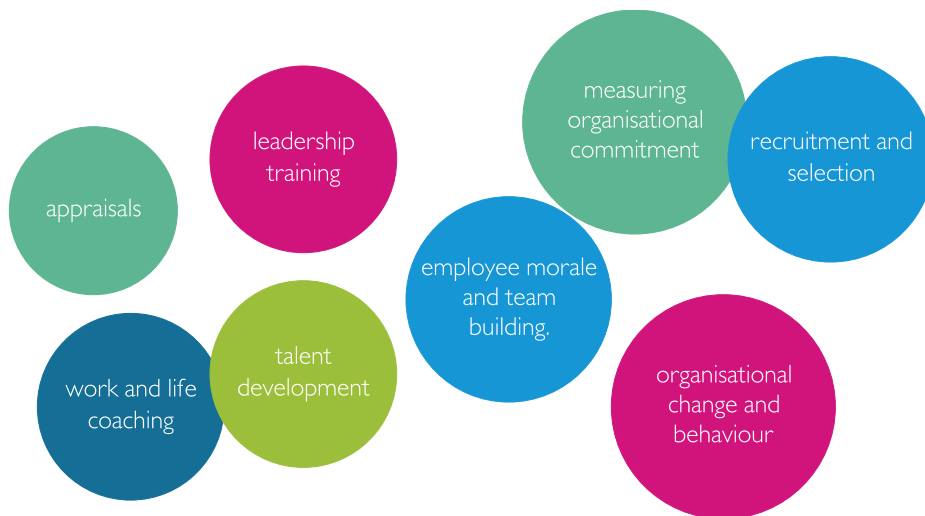 appraisals
leadership
training
measuring
organisational
commitment
recruitment and
selection
employee morale
and team
building.
work and life
coaching
talent
development
organisational
change and
behaviour